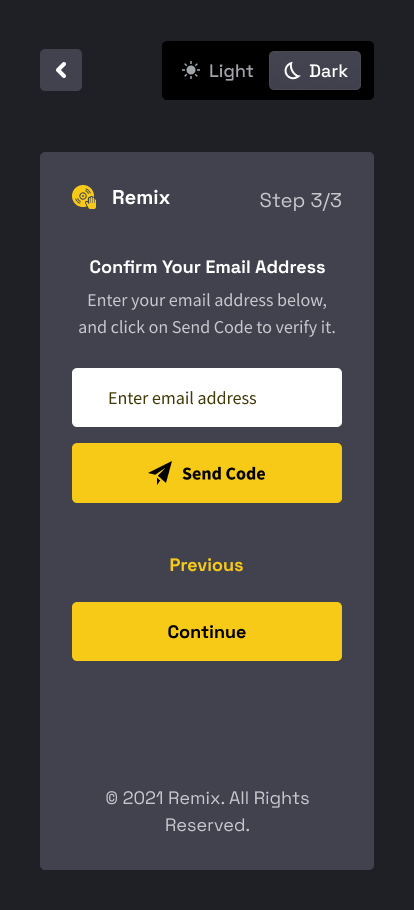 Light Dark
Remix Step 3/3
Confirm Your Email Address
Enter your email address below,
and click on Send Code to verify it.
Enter email address
Send Code
Previous
Continue
© 2021 Remix. All Rights
Reserved.